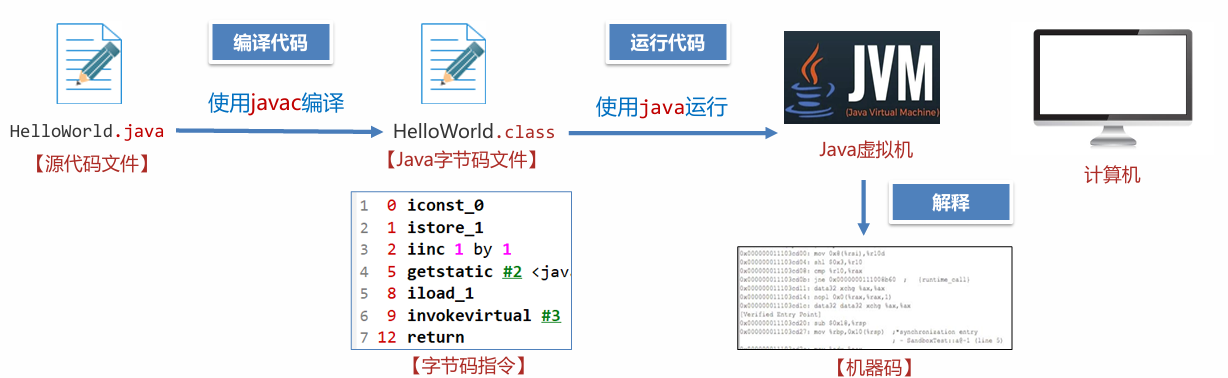 编译代码
使用javac编译
HelloWorld.java
【源代码文件】
HelloWorld.class
【Java字节码文件】
运行代码
使用java运行
JVM
(Java Virtual Machine)
Java虚拟机
计算机
解释
1 0 iconst_0
2 1 istore_1
3 2 iinc 1 by 1
4 5 getstatic #2 <java
5 8 iload_1
6 9 invokevirtual #3
7 12 return
【字节码指令】
0x000000011103cd00: mov 0x8(%rsi),%r10d
0x000000011103cd04: shl $0x3,%r10
0x000000011103cd08: cmp %r10,%rax
0x000000011103cd0b: jne 0x0000000111008b60 ; {runtime_call}
0x000000011103cd11: data32 xchg %ax,%ax
0x000000011103cd14: nopl 0x0(%rax,%rax,1)
0x000000011103cd1c: data32 data32 xchg %ax,%ax
[Verified Entry Point]
0x000000011103cd20: sub $0x18,%rsp
0x000000011103cd27: mov %rbp,0x10(%rsp) ;*synchronization entry
; - SandboxTest::a@-1 (line 5)
【机器码】